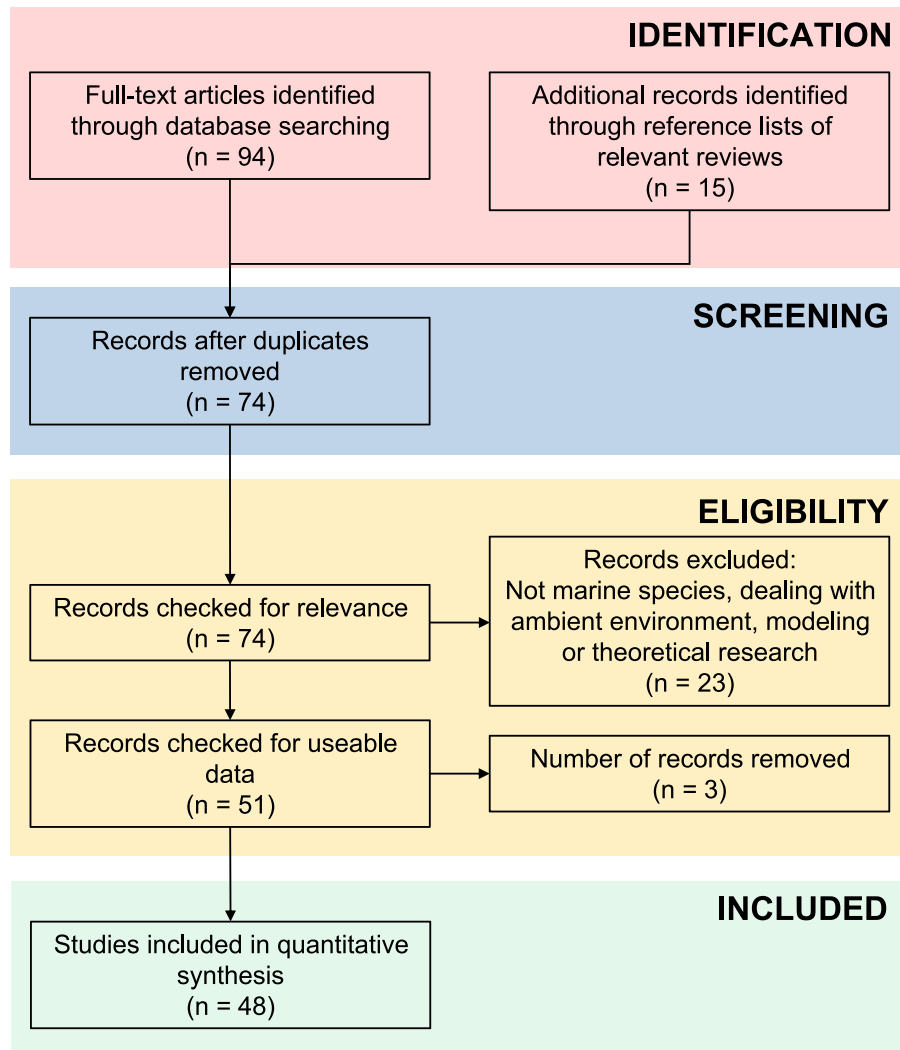 IDENTIFICATION
Full-text articles identified
through database searching
(n = 94)
Additional records identified
through reference lists of
relevant reviews
(n = 15)
SCREENING
Records after duplicates
removed
(n = 74)
ELIGIBILITY
Records checked for relevance
(n = 74)
Records excluded:
Not marine species, dealing with
ambient environment, modeling
or theoretical research
(n = 23)
Records checked for useable
data
(n = 51)
Number of records removed
(n = 3)
INCLUDED
Studies included in quantitative
synthesis
(n = 48)